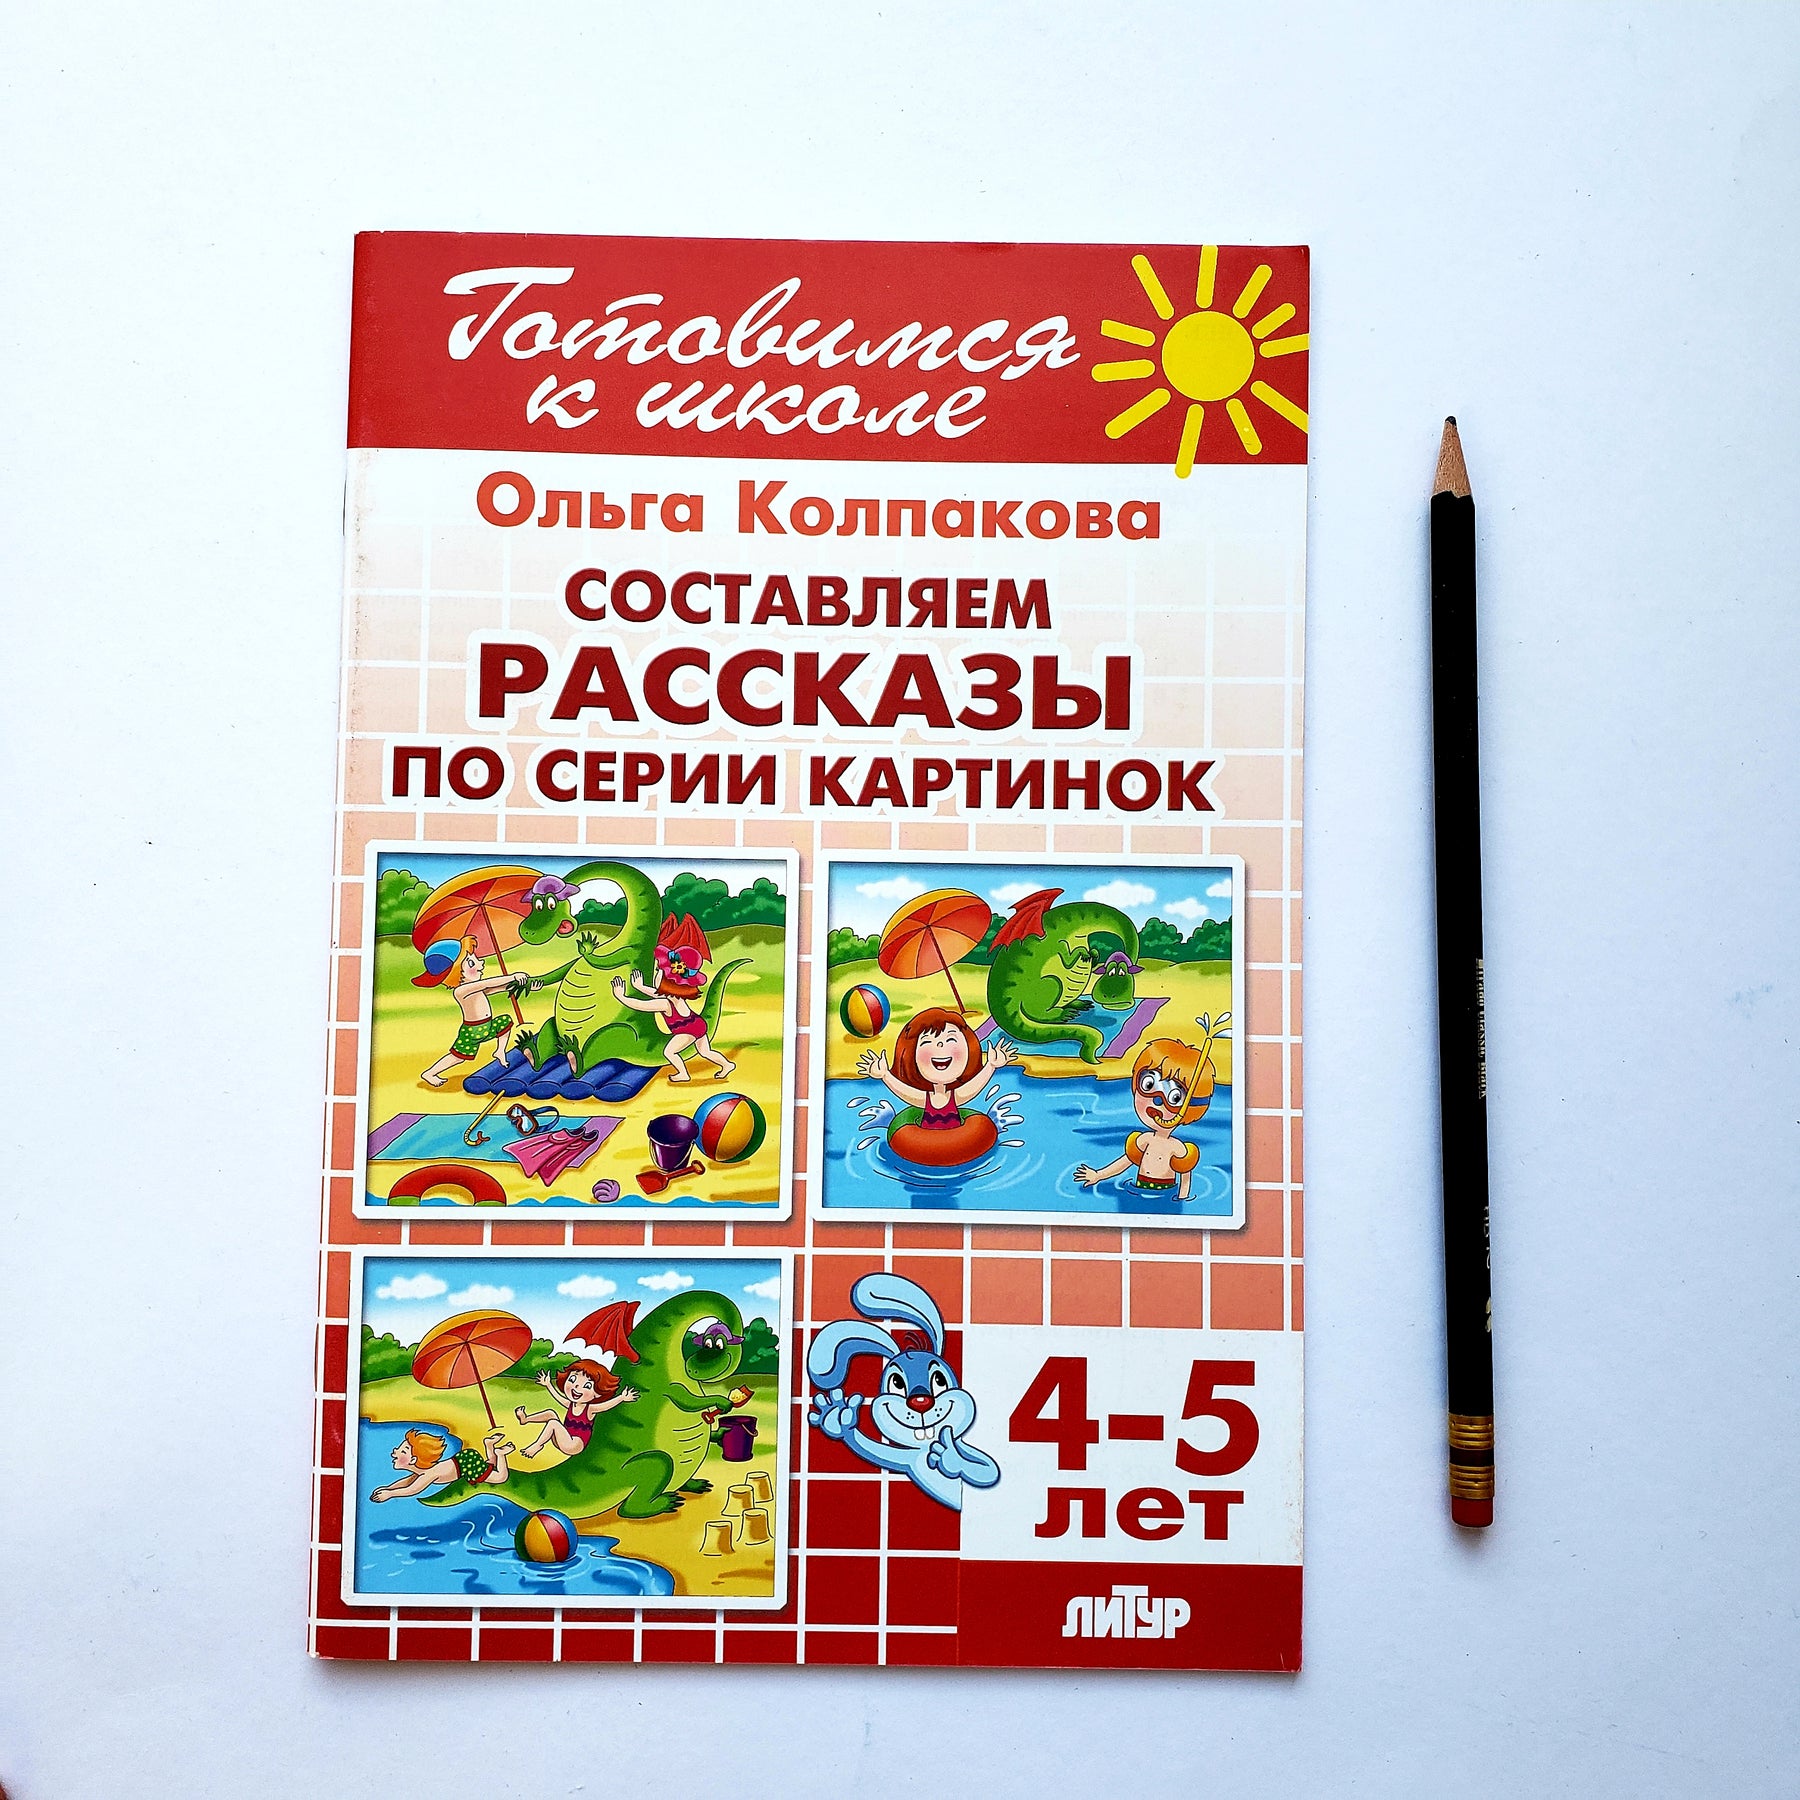 Готовимся
к школе
Ольга Колпакова
СОСТАВЛЯЕМ
РАССКАЗЫ
ПО СЕРИИ КАРТИНОК
4-5
лет
ЛИТУР